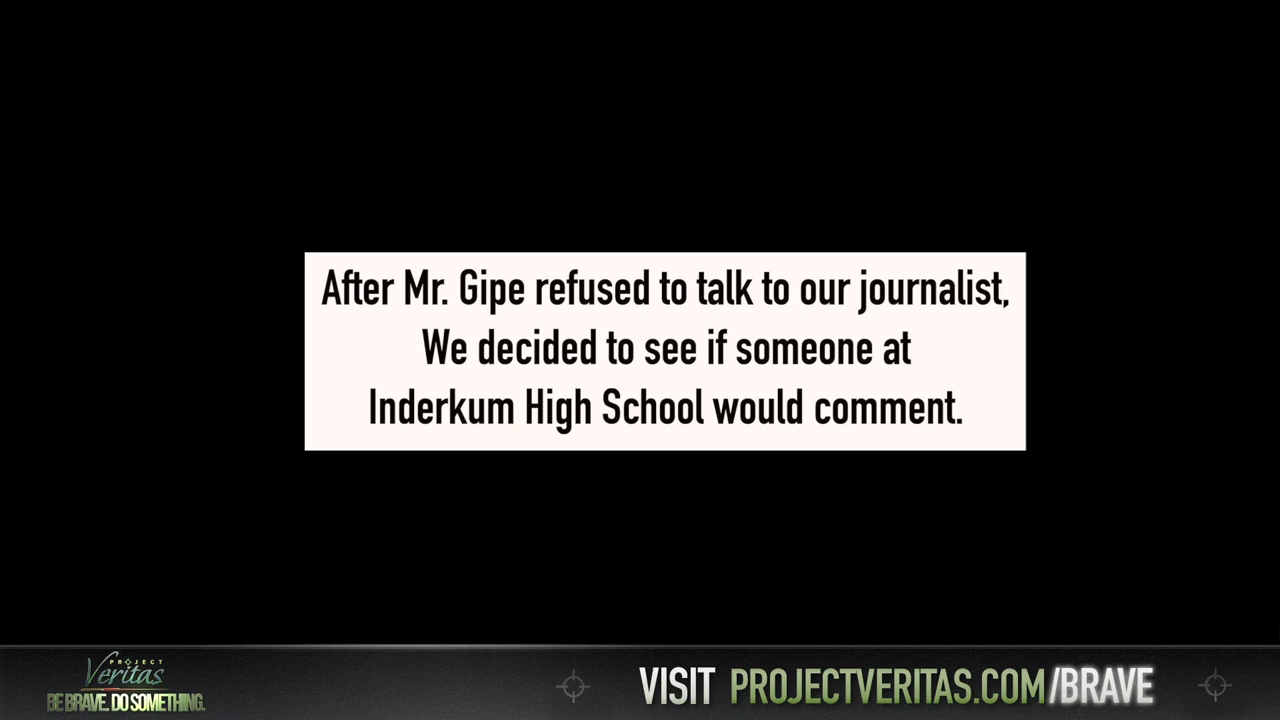 After Mr. Gipe refused to talk to our journalist,
We decided to see if someone at
Inderkum High School would comment.
PROJECT
Veritas
BE BRAVE. DO SOMETHING.
VISIT PROJECTVERITAS.COM/BRAVE